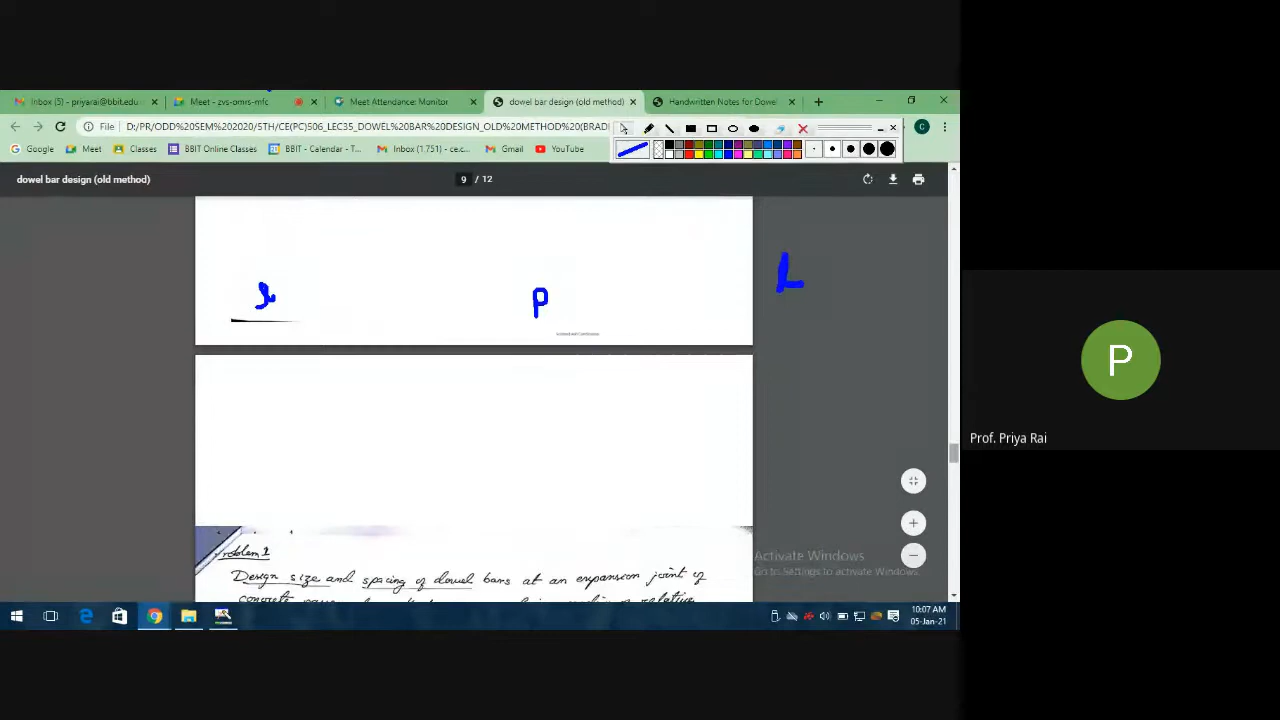 Inbox (5) - priyarai@bbit.edu
Meet - zvs-omrs-mfc
Meet Attendance: Monitor
dowel bar design (old method)
Handwritten Notes for Dowel
File
D:/PR/ODD%20SEM%202020/5TH/CE(PC)506_LEC35_DOWEL%20BAR%20DESIGN_OLD%20METHOD%20(BRAD
C
Google
Meet
Classes
BBIT Online Classes
BBIT - Calendar - T...
Inbox (1,751) - ce.c...
Gmail
YouTube
dowel bar design (old method)
9 / 12
L
P
P
Prof. Priya Rai
Problem 1
Design size and spacing of dowel bars at an expansion joint of
concrete
relative
Activate Windows
Go to Settings to activate Windows.
10:07 AM
05-Jan-21